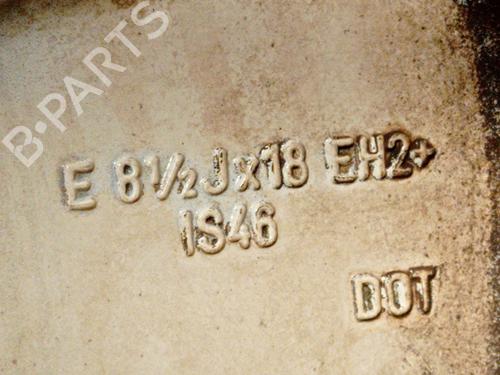 B-PARTS
E 8½Jx18 EH2+
IS46
DOT